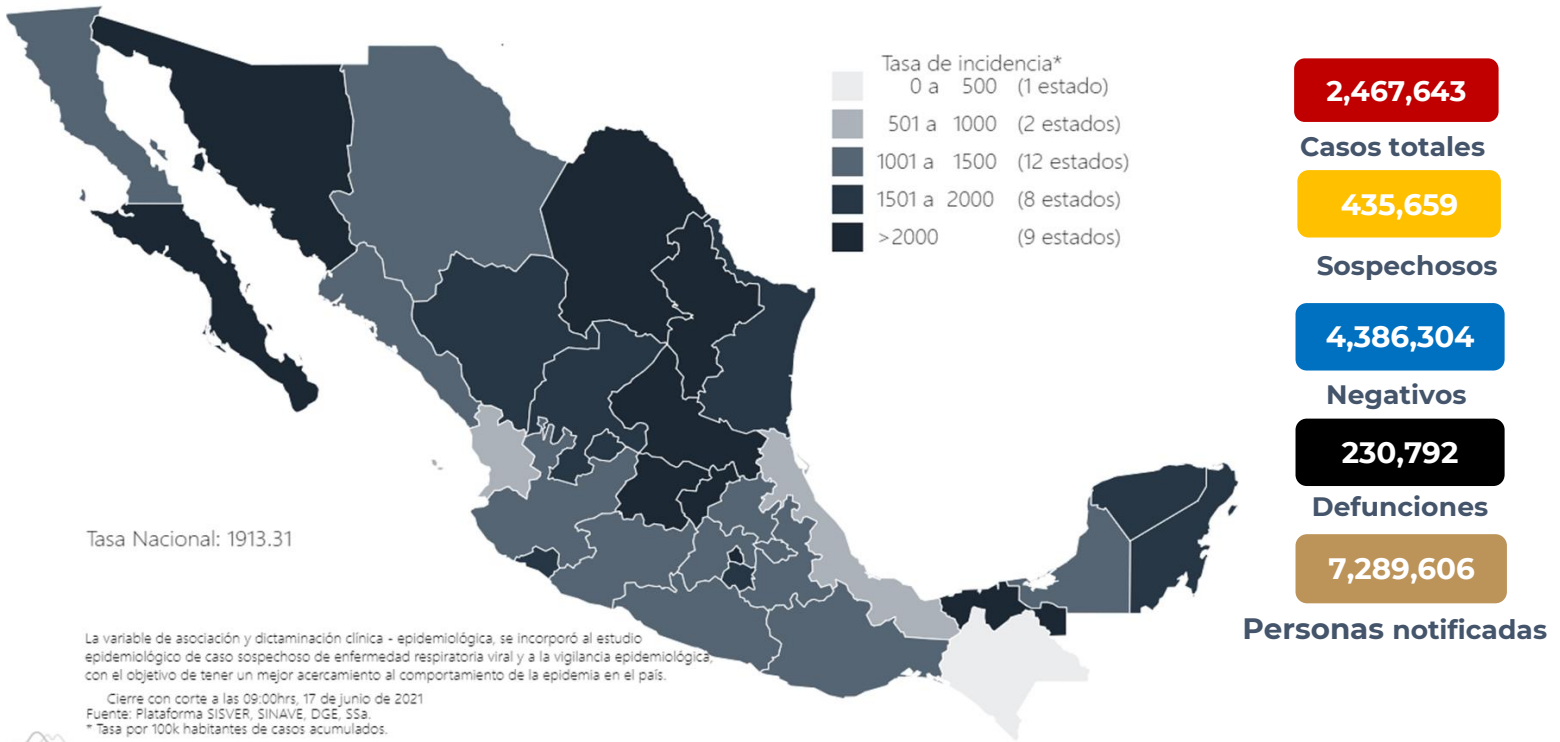 Tasa de incidencia*
0 a 500 (1 estado)
501 a 1000 (2 estados)
1001 a 1500 (12 estados)
1501 a 2000 (8 estados)
>2000 (9 estados)
2,467,643
Casos totales
435,659
Sospechosos
4,386,304
Negativos
230,792
Defunciones
7,289,606
Personas notificadas
Tasa Nacional: 1913.31
La variable de asociación y dictaminación clínica - epidemiológica, se incorporó al estudio
epidemiológico de caso sospechoso de enfermedad respiratoria viral y a la vigilancia epidemiológica,
con el objetivo de tener un mejor acercamiento al comportamiento de la epidemia en el país.
Cierre con corte a las 09:00hrs, 17 de junio de 2021
Fuente: Plataforma SISVER, SINAVE, DGE, SSa.
* Tasa por 100k habitantes de casos acumulados.